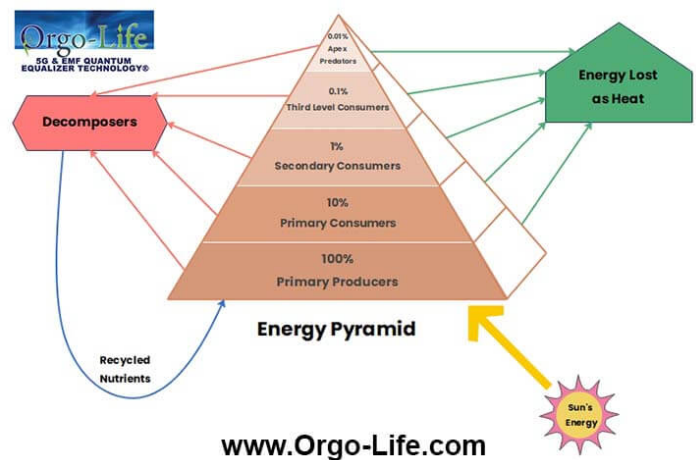 Orgo-Life
5G & EMF QUANTUM
EQUALIZER TECHNOLOGY®
0.01%
Apex
Predators
Energy Lost
as Heat
0.1%
Third Level Consumers
Decomposers
1%
Secondary Consumers
10%
Primary Consumers
100%
Primary Producers
Energy Pyramid
Recycled
Nutrients
Sun's
Energy
www.Orgo-Life.com